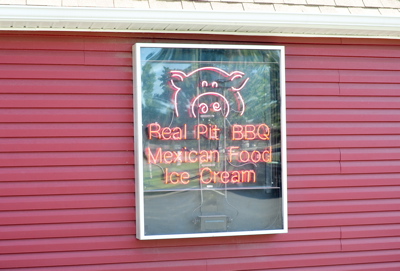 Real Pit BBQ
Mexican Food
Ice Cream